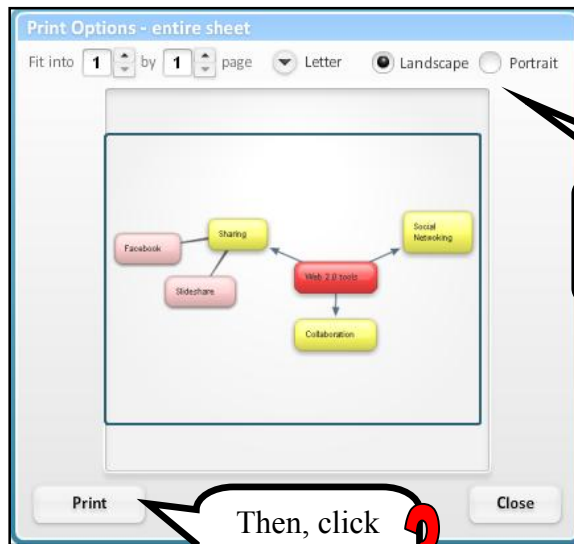 Print Options - entire sheet
Fit into 1 by 1 page Letter Landscape Portrait
Sharing
Social
Netwoking
Facebook
Web 2.0 tools
Slideshare
Collaboration
Print
Then, click
Close